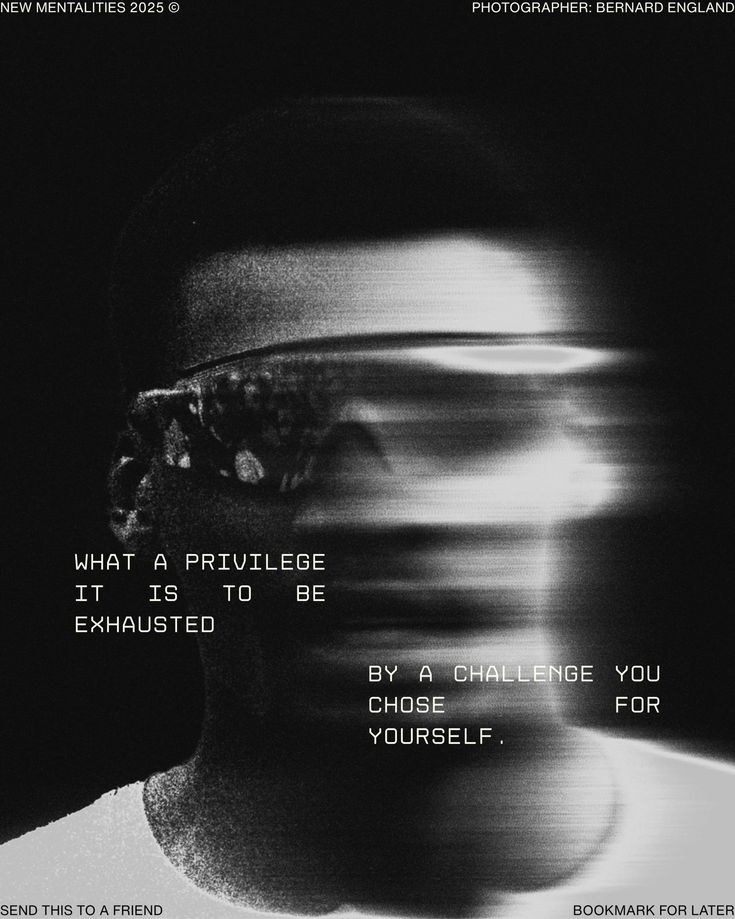 NEW MENTALITIES 2025 ©
PHOTOGRAPHER: BERNARD ENGLAND
WHAT A PRIVILEGE
IT IS TO BE
EXHAUSTED
BY A CHALLENGE YOU
CHOSE FOR
YOURSELF.
SEND THIS TO A FRIEND
BOOKMARK FOR LATER